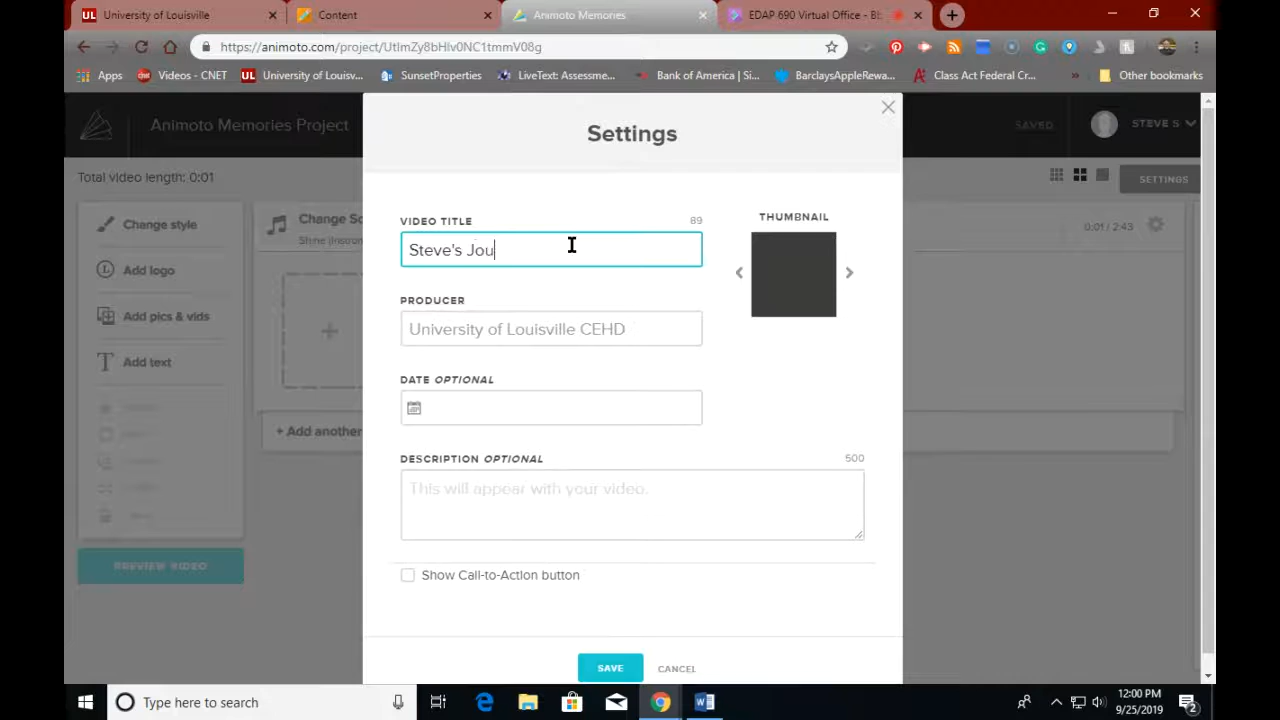 University of Louisville
Content
Animoto Memories
EDAP 690 Virtual Office - Bb
https://animoto.com/project/UtImZy8bHlv0NC1tmmV08g
Apps
Videos - CNET
University of Louisv...
SunsetProperties
LiveText: Assessme...
Bank of America | Si...
BarclaysAppleRewa...
Class Act Federal Cr...
»
Other bookmarks
Animoto Memories Project
SAVED
STEVE S
Settings
Total video length: 0:01
SETTINGS
Change style
Add logo
Add pics & vids
T Add text
Change So
Shine (Instrum
0:01 / 2:43
+ Add another
PREVIEW VIDEO
VIDEO TITLE
89
Steve's Jou
THUMBNAIL
PRODUCER
University of Louisville CEHD
DATE OPTIONAL
DESCRIPTION OPTIONAL
500
This will appear with your video.
Show Call-to-Action button
SAVE
CANCEL
Type here to search
12:00 PM
9/25/2019
2